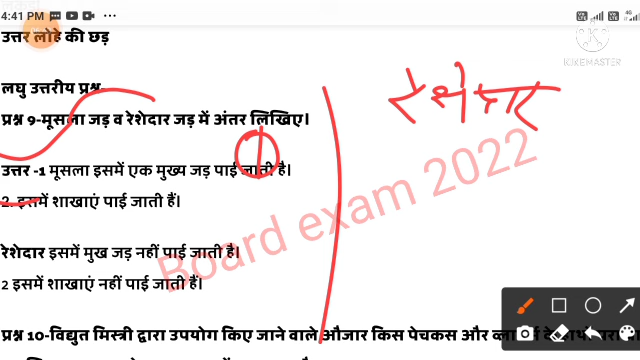 4:41 PM
उत्तर लोहे की छड़
KINEMASTER
लघु उत्तरीय प्रश्न-
रेशेदार
प्रश्न 9-मूसला जड़ व रेशेदार जड़ में अंतर लिखिए।
1
उत्तर -1 मूसला इसमें एक मुख्य जड़ पाई जाती है।
2. इसमें शाखाएं पाई जाती हैं।
Board exam 2022
रेशेदार इसमें मुख जड़ नहीं पाई जाती है।
2 इसमें शाखाएं नहीं पाई जाती हैं।
प्रश्न 10-विद्युत मिस्त्री द्वारा उपयोग किए जाने वाले औजार किस पेचकस और